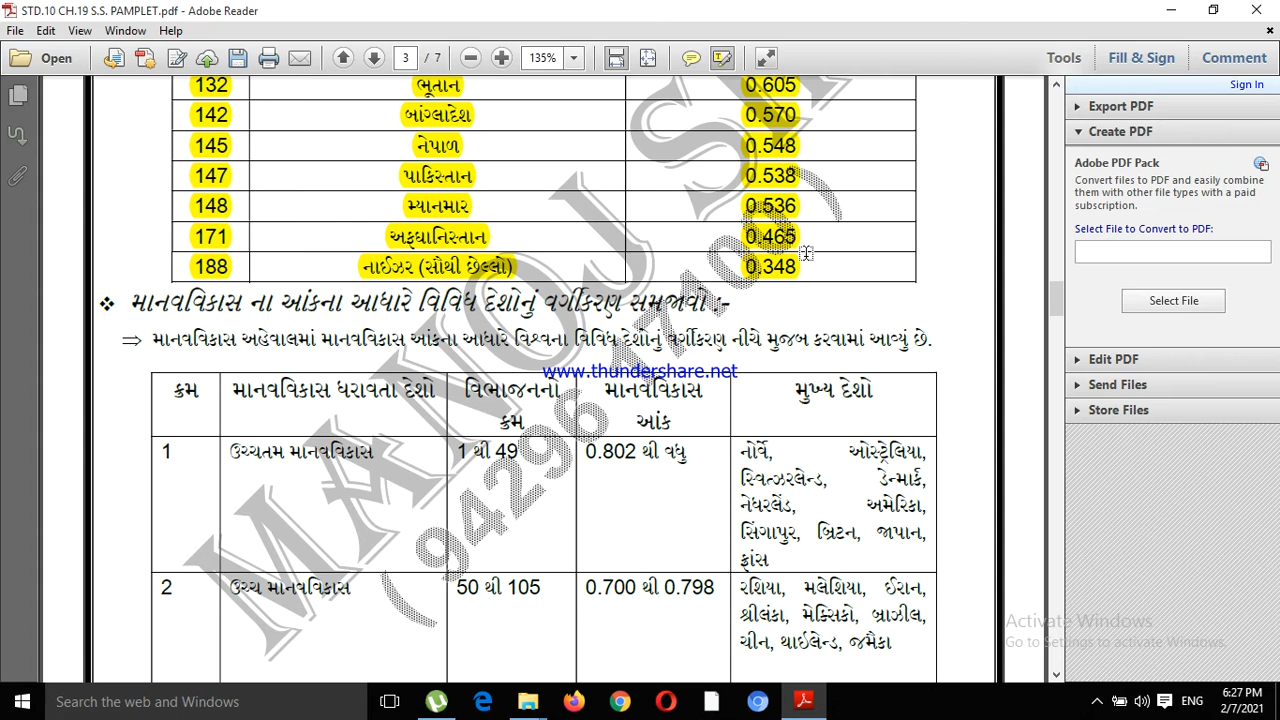 STD.10 CH.19 S.S. PAMPLET.pdf - Adobe Reader
File Edit View Window Help
Open 3 / 7 135% Tools Fill & Sign Comment
Sign In
Export PDF
Create PDF
Adobe PDF Pack
Convert files to PDF and easily combine
them with other file types with a paid
subscription.
Select File to Convert to PDF:
Select File
Edit PDF
Send Files
Store Files
132 ભૂતાન 0.605
142 બાંગ્લાદેશ 0.570
145 નેપાળ 0.548
147 પાકિસ્તાન 0.538
148 મ્યાનમાર 0.536
171 અફઘાનિસ્તાન 0.465
188 નાઈઝર (સૌથી છેલ્લો) 0.348
❖ માનવવિકાસ ના આંકના આધારે વિવિધ દેશોનું વર્ગીકરણ સમજાવો :-
⇒ માનવવિકાસ અહેવાલમાં માનવવિકાસ આંકના આધારે વિશ્વના વિવિધ દેશોનું વર્ગીકરણ નીચે મુજબ કરવામાં આવ્યું છે.
www.thundershare.net
ક્રમ માનવવિકાસ ધરાવતા દેશો વિભાજનનો માનવવિકાસ મુખ્ય દેશો
ક્રમ આંક
1 ઉચ્ચતમ માનવવિકાસ 1 થી 49 0.802 થી વધુ નોર્વે, ઓસ્ટ્રેલિયા,
સ્વિત્ઝરલેન્ડ, ડેન્માર્ક,
નેધરલેંડ, અમેરિકા,
સિંગાપુર, બ્રિટન, જાપાન,
ફ્રાંસ
2 ઉચ્ચ માનવવિકાસ 50 થી 105 0.700 થી 0.798 રશિયા, મલેશિયા, ઈરાન,
શ્રીલંકા, મેક્સિકો, બ્રાઝીલ,
ચીન, થાઈલેન્ડ, જમૈકા
MANOJ
Activate Windows
Go to Settings to activate Windows.
Search the web and Windows
ENG
6:27 PM
2/7/2021